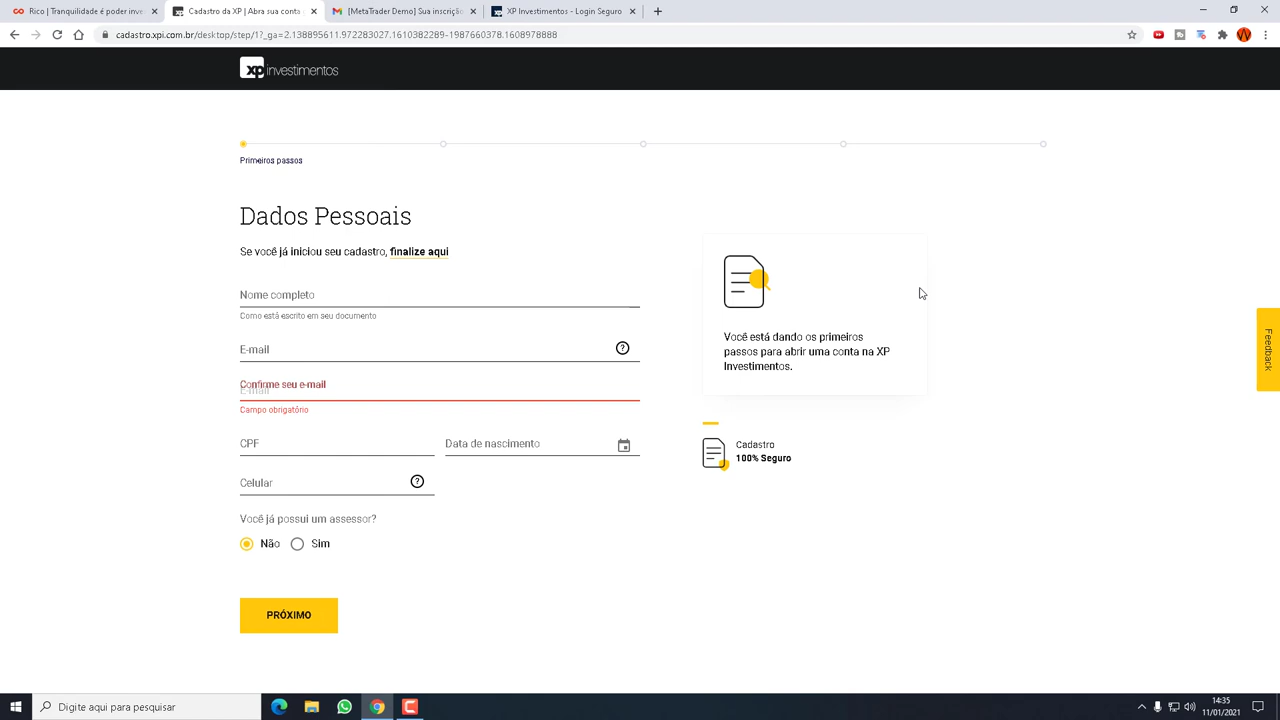 Rico | Tranquilidade é poder inve
Cadastro da XP | Abra sua conta
[MetaTrader Demo] Sua inscriçã
XP Investimentos - Login Seguro
cadastro.xpi.com.br/desktop/step/1?_ga=2.138895611.972283027.1610382289-1987660378.1608978888
xp investimentos
Primeiros passos
Dados Pessoais
Se você já iniciou seu cadastro, finalize aqui
Nome completo
Como está escrito em seu documento
E-mail
Confirme seu e-mail
E-mail
Campo obrigatório
CPF
Data de nascimento
Celular
Você já possui um assessor?
Não
Sim
PRÓXIMO
Você está dando os primeiros
passos para abrir uma conta na XP
Investimentos.
Cadastro
100% Seguro
Feedback
Digite aqui para pesquisar
14:35
11/01/2021